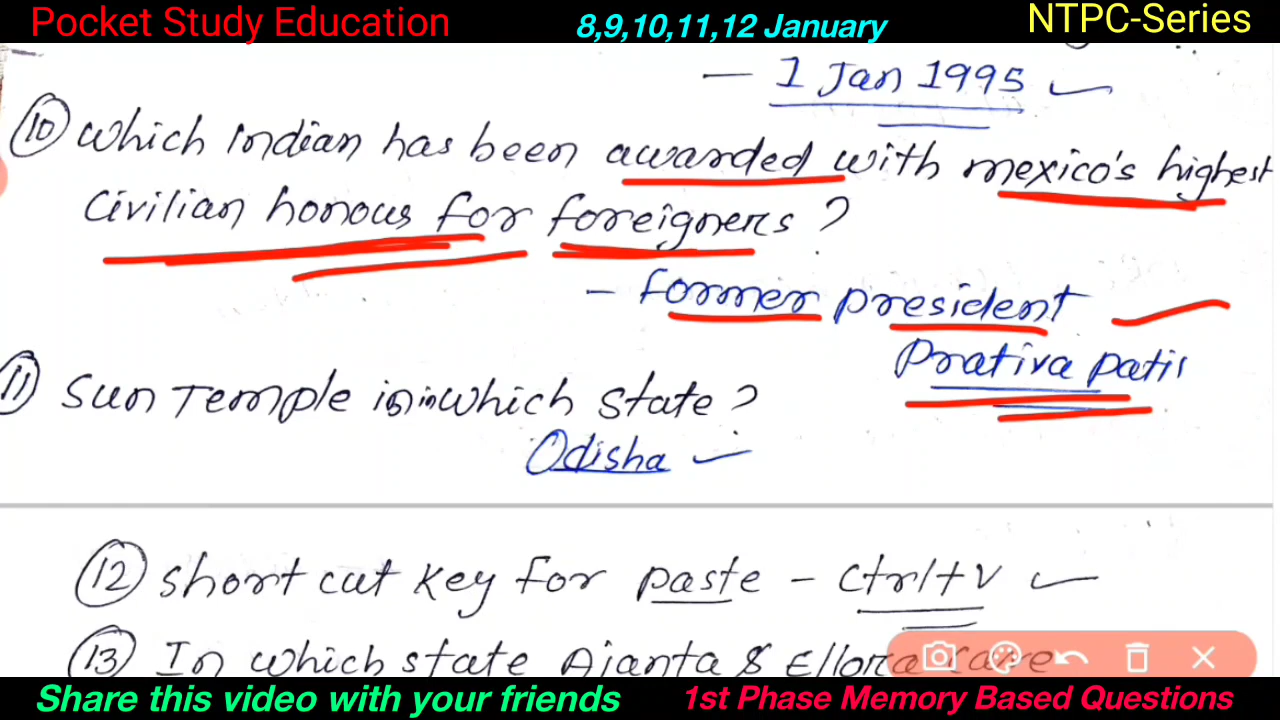 Pocket Study Education
8,9,10,11,12 January
NTPC-Series
— 1 Jan 1995
10 which indian has been awarded with mexico's highest
civilian honous for foreigners ?
- former president
Prativa patil
11 Sun Temple is in which state ?
Odisha
12 short cut key for paste - ctrl+v
13 In which state Ajanta & Ellora cave
Share this video with your friends
1st Phase Memory Based Questions